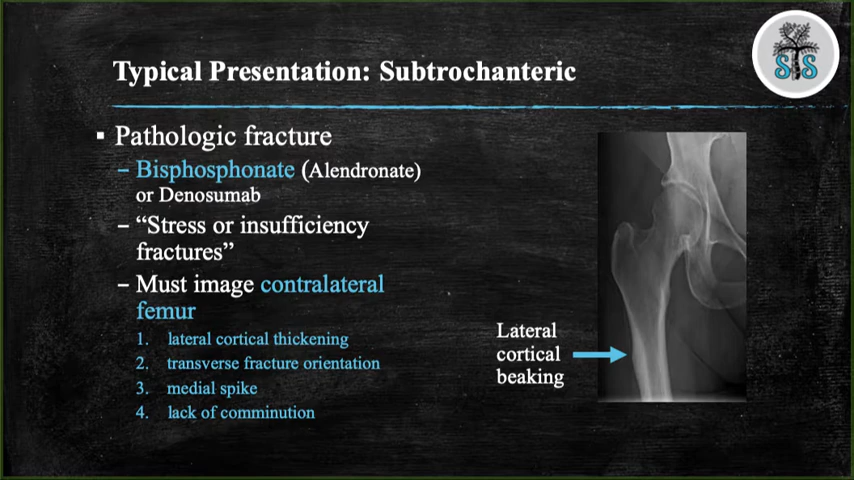 Typical Presentation: Subtrochanteric
STS
▪ Pathologic fracture
– Bisphosphonate (Alendronate)
or Denosumab
– “Stress or insufficiency
fractures”
– Must image contralateral
femur
1. lateral cortical thickening
2. transverse fracture orientation
3. medial spike
4. lack of comminution
Lateral
cortical
beaking